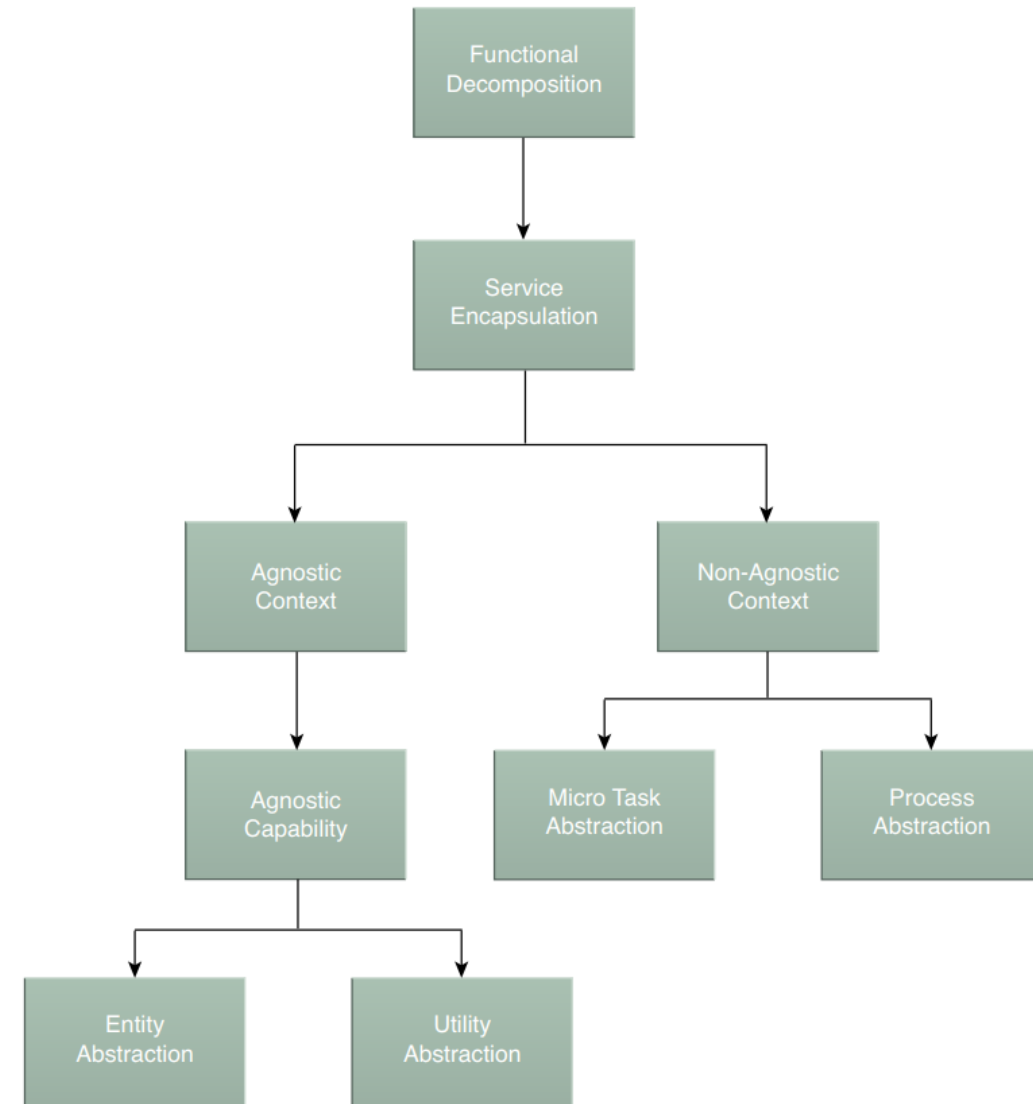 Functional
Decomposition
Service
Encapsulation
Agnostic
Context
Non-Agnostic
Context
Agnostic
Capability
Micro Task
Abstraction
Process
Abstraction
Entity
Abstraction
Utility
Abstraction